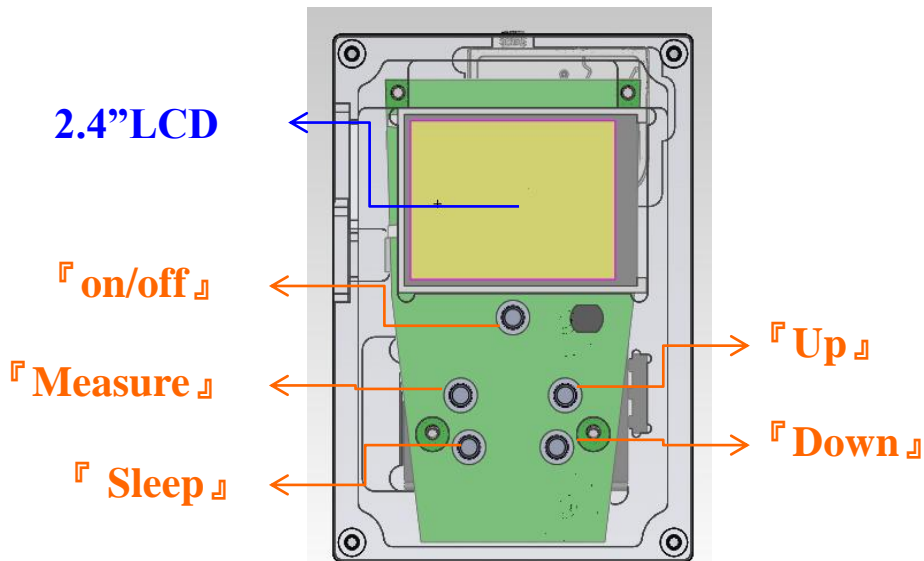 2.4”LCD
『on/off』
『Measure』
『Up』
『Down』
『 Sleep』